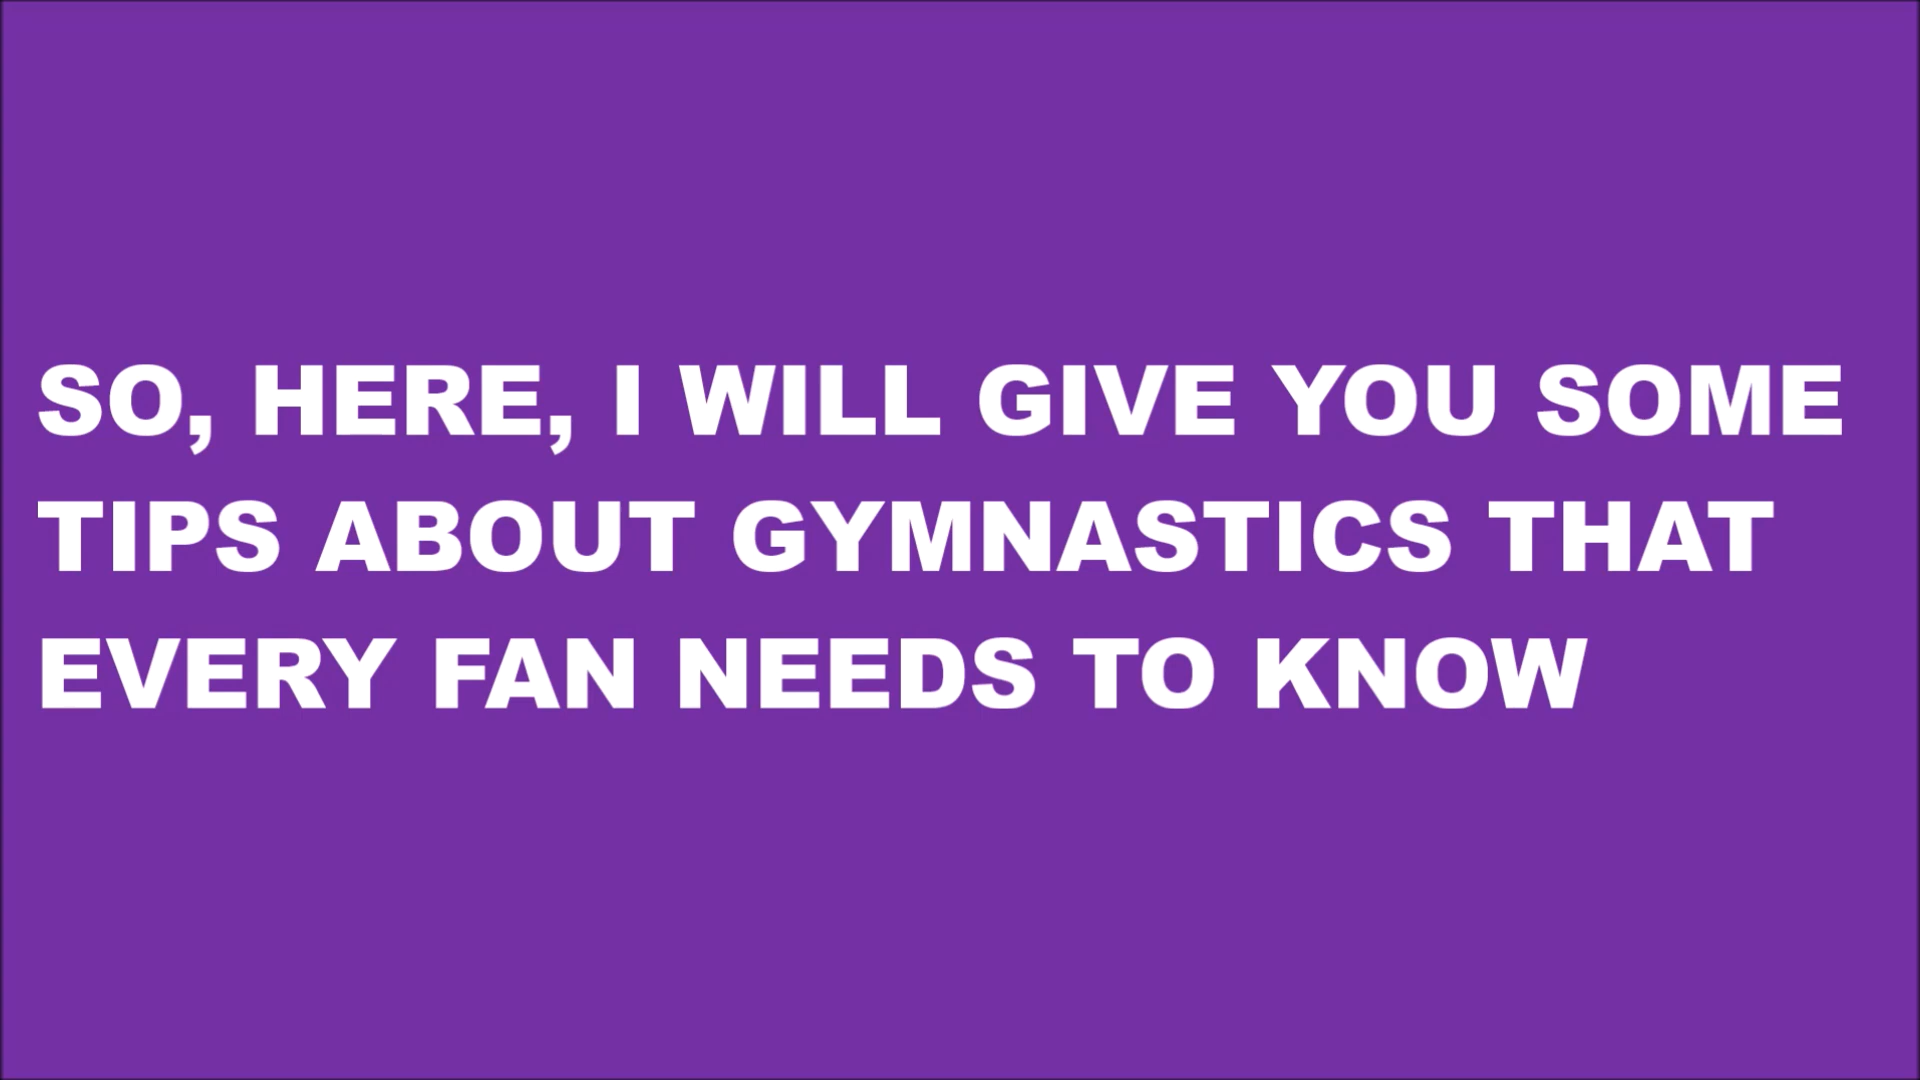 SO, HERE, I WILL GIVE YOU SOME
TIPS ABOUT GYMNASTICS THAT
EVERY FAN NEEDS TO KNOW